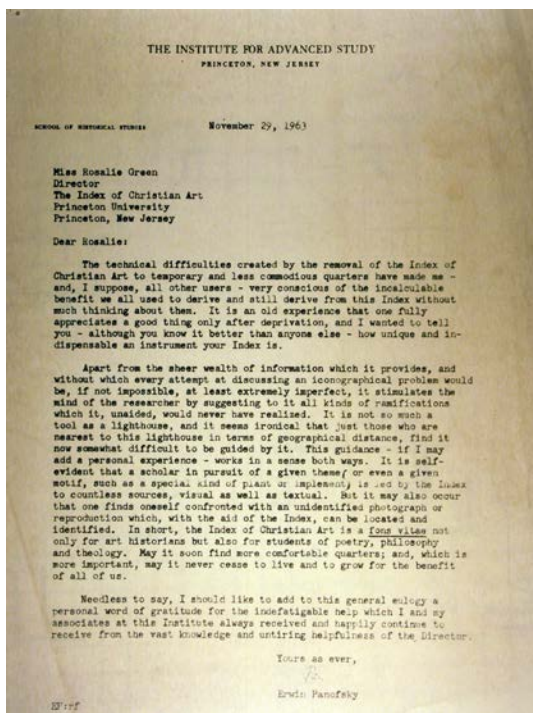 THE INSTITUTE FOR ADVANCED STUDY
PRINCETON, NEW JERSEY
SCHOOL OF HISTORICAL STUDIES
November 29, 1963
Miss Rosalie Green
Director
The Index of Christian Art
Princeton University
Princeton, New Jersey
Dear Rosalie:
The technical difficulties created by the removal of the Index of
Christian Art to temporary and less commodious quarters have made me -
and, I suppose, all other users - very conscious of the incalculable
benefit we all used to derive and still derive from this Index without
much thinking about them. It is an old experience that one fully
appreciates a good thing only after deprivation, and I wanted to tell
you - although you know it better than anyone else - how unique and in-
dispensable an instrument your Index is.
Apart from the sheer wealth of information which it provides, and
without which every attempt at discussing an iconographical problem would
be, if not impossible, at least extremely imperfect, it stimulates the
mind of the researcher by suggesting to it all kinds of ramifications
which it, unaided, would never have realized. It is not so much a
tool as a lighthouse, and it seems ironical that just those who are
nearest to this lighthouse in terms of geographical distance, find it
now somewhat difficult to be guided by it. This guidance - if I may
add a personal experience - works in a sense both ways. It is self-
evident that a scholar in pursuit of a given theme( or even a given
motif, such as a special kind of plant or implement) is led by the Index
to countless sources, visual as well as textual. But it may also occur
that one finds oneself confronted with an unidentified photograph or
reproduction which, with the aid of the Index, can be located and
identified. In short, the Index of Christian Art is a fons vitae not
only for art historians but also for students of poetry, philosophy
and theology. May it soon find more comfortable quarters; and, which is
more important, may it never cease to live and to grow for the benefit
of all of us.
Needless to say, I should like to add to this general eulogy a
personal word of gratitude for the indefatigable help which I and my
associates at this Institute always received and happily continue to
receive from the vast knowledge and untiring helpfulness of the Director.
Yours as ever,
Erwin Panofsky
EP:rf